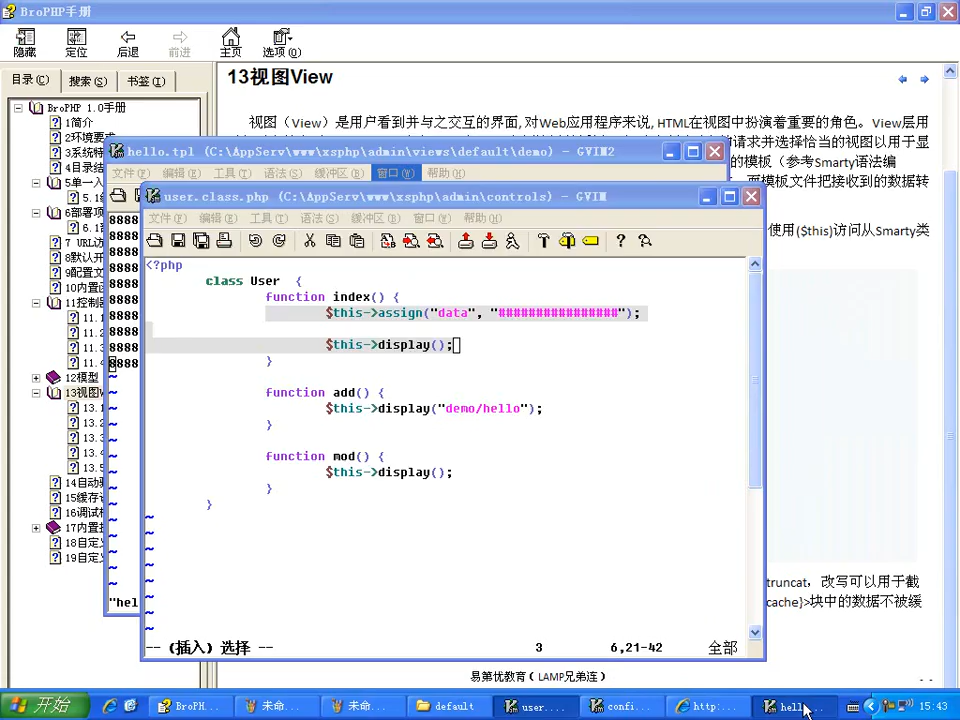 BroPHP手册
隐藏 定位 后退 前进 主页 选项(O)
目录(C) 搜索(S) 书签(I)
BroPHP 1.0手册
1简介
2环境要求
3系统特
4目录结
5单一入
5.1
6部署项
6.1
7 URL访
8默认开
9配置文
10内置函
11控制器
11.1
11.2
11.3
11.4
12模型
13视图V
13.1
13.2
13.3
13.4
13.5
14自动
15缓存设
16调试模
17内置扩
18自定义
19自定义
13视图View
视图（View）是用户看到并与之交互的界面,对Web应用程序来说,HTML在视图中扮演着重要的角色。View层用
请求并选择恰当的视图以用于显
的模板（参考Smarty语法编
而模板文件把接收到的数据转
使用($this)访问从Smarty类
truncat，改写可以用于截
cache}>块中的数据不被缓
易第优教育（LAMP兄弟连）
hello.tpl (C:\AppServ\www\xsphp\admin\views\default\demo) - GVIM2
文件(F) 编辑(E) 工具(T) 语法(S) 缓冲区(B) 窗口(W) 帮助(H)
8888
8888
8888
8888
8888
8888
8888
8888
8888
8888
~
~
~
~
~
~
~
"hel
user.class.php (C:\AppServ\www\xsphp\admin\controls) - GVIM
文件(F) 编辑(E) 工具(T) 语法(S) 缓冲区(B) 窗口(W) 帮助(H)
<?php
class User {
function index() {
$this->assign("data", "################");
$this->display();
}
function add() {
$this->display("demo/hello");
}
function mod() {
$this->display();
}
}
~
~
~
~
~
~
~
~
-- (插入) 选择 -- 3 6,21-42 全部
开始 BroPH... 未命... 未命... default user.... confi... http:... hell... 15:43